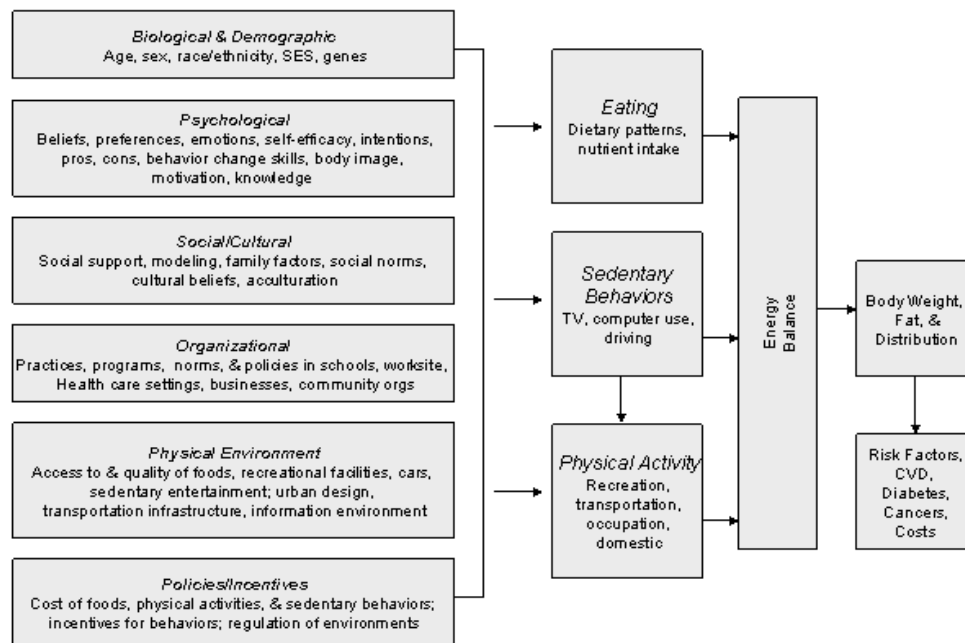 Biological & Demographic
Age, sex, race/ethnicity, SES, genes
Psychological
Beliefs, preferences, emotions, self-efficacy, intentions,
pros, cons, behavior change skills, body image,
motivation, knowledge
Social/Cultural
Social support, modeling, family factors, social norms,
cultural beliefs, acculturation
Organizational
Practices, programs, norms, & policies in schools, worksite,
Health care settings, businesses, community orgs
Physical Environment
Access to & quality of foods, recreational facilities, cars,
sedentary entertainment; urban design,
transportation infrastructure, information environment
Policies/Incentives
Cost of foods, physical activities, & sedentary behaviors;
incentives for behaviors; regulation of environments
Eating
Dietary patterns,
nutrient intake
Sedentary
Behaviors
TV, computer use,
driving
Physical Activity
Recreation,
transportation,
occupation,
domestic
Energy
Balance
Body Weight,
Fat, &
Distribution
Risk Factors,
CVD,
Diabetes,
Cancers,
Costs